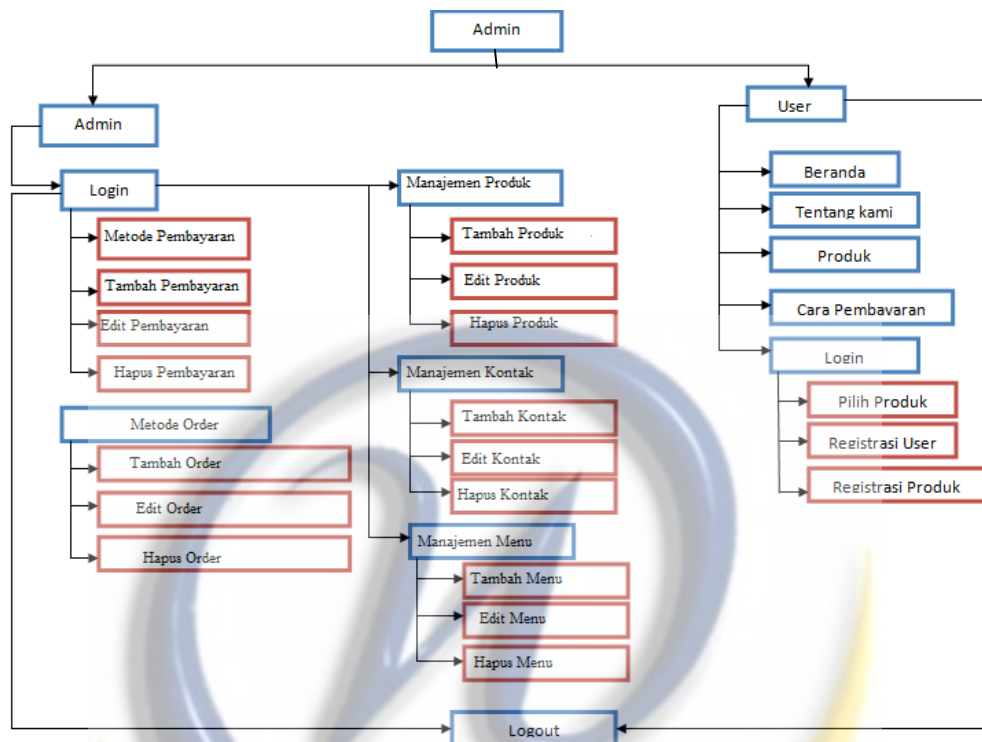 Admin
Admin
Login
Metode Pembayaran
Tambah Pembayaran
Edit Pembayaran
Hapus Pembayaran
Metode Order
Tambah Order
Edit Order
Hapus Order
Manajemen Produk
Tambah Produk
Edit Produk
Hapus Produk
Manajemen Kontak
Tambah Kontak
Edit Kontak
Hapus Kontak
Manajemen Menu
Tambah Menu
Edit Menu
Hapus Menu
User
Beranda
Tentang kami
Produk
Cara Pembavaran
Login
Pilih Produk
Registrasi User
Registrasi Produk
Logout